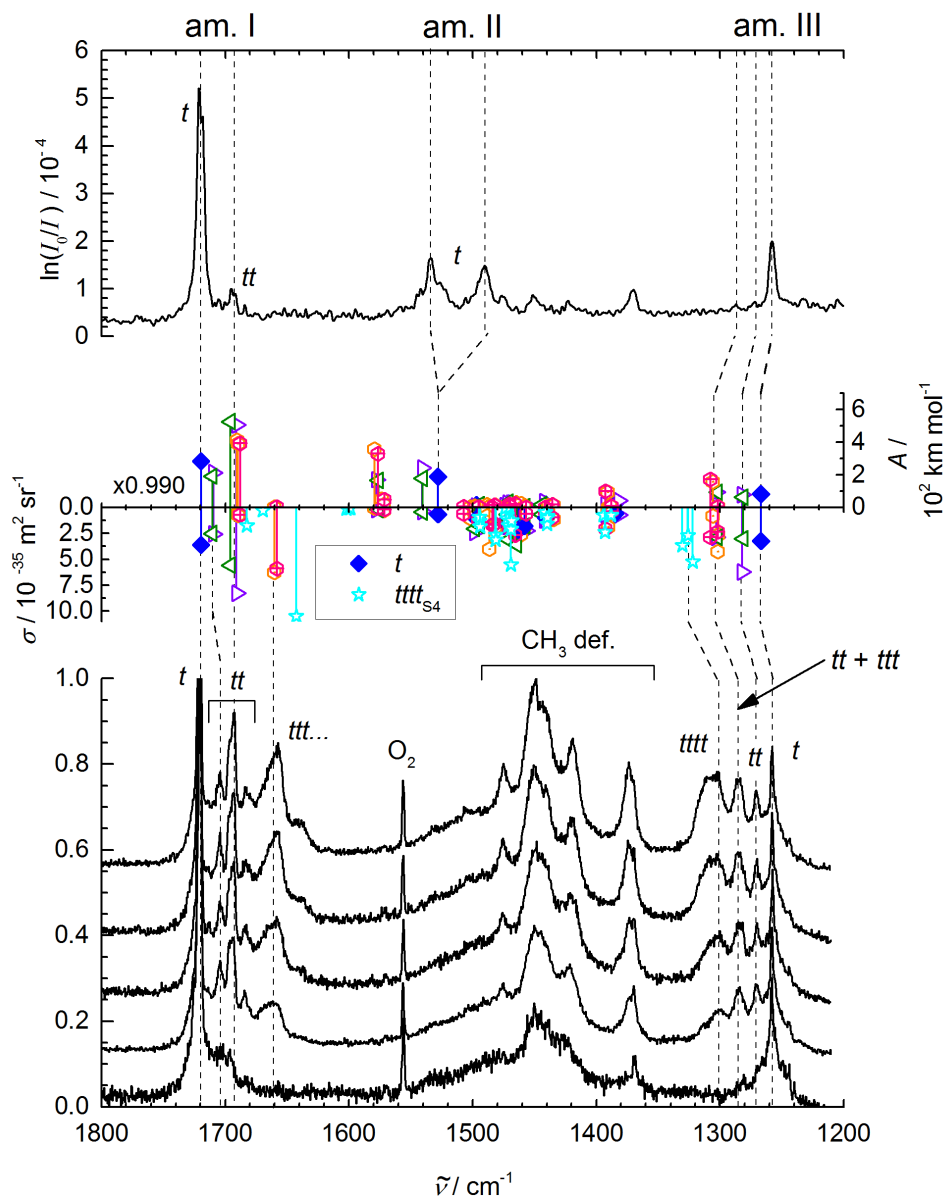 am. I am. II am. III
6
5
4
3
2
1
0
ln(I₀/I) / 10⁻⁴
t
tt
t
x0.990
6
4
2
0
A / 10² km mol⁻¹
0.0
2.5
5.0
7.5
10.0
σ / 10⁻³⁵ m² sr⁻¹
t
tttt_S4
CH₃ def.
tt + ttt
t
tt
ttt...
O₂
tttt
tt
t
1.0
0.8
0.6
0.4
0.2
0.0
1800 1700 1600 1500 1400 1300 1200
ṽ / cm⁻¹